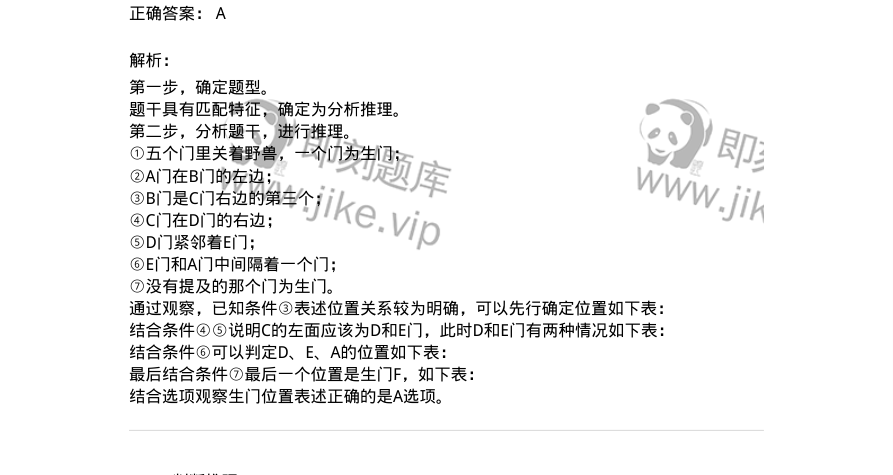 正确答案： A
解析：
第一步，确定题型。
题干具有匹配特征，确定为分析推理。
第二步，分析题干，进行推理。
①五个门里关着野兽，一个门为生门；
②A门在B门的左边；
③B门是C门右边的第三个；
④C门在D门的右边；
⑤D门紧邻着E门；
⑥E门和A门中间隔着一个门；
⑦没有提及的那个门为生门。
通过观察，已知条件③表述位置关系较为明确，可以先行确定位置如下表：
结合条件④⑤说明C的左面应该为D和E门，此时D和E门有两种情况如下表：
结合条件⑥可以判定D、E、A的位置如下表：
最后结合条件⑦最后一个位置是生门F，如下表：
结合选项观察生门位置表述正确的是A选项。
即刻题库
www.jike.vip
即刻
www.jik